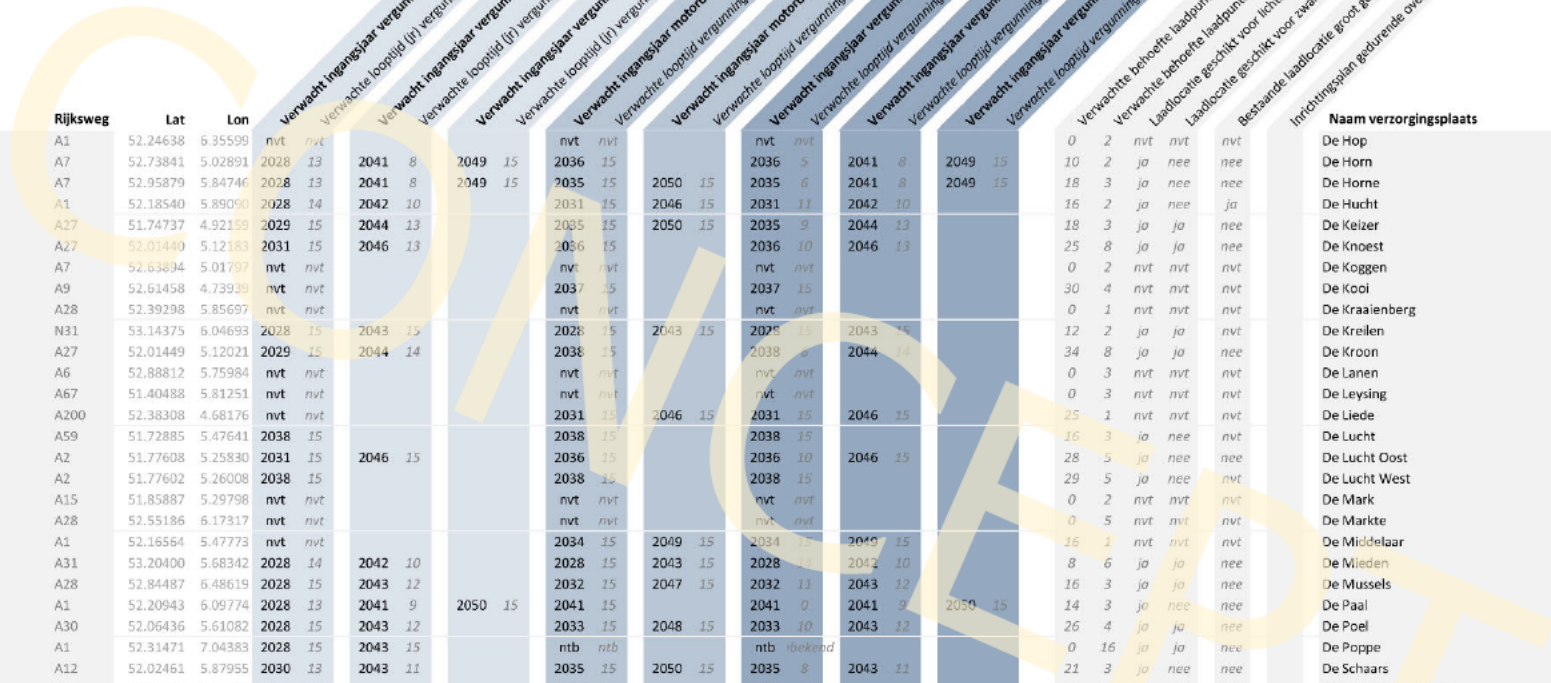 Verwacht ingangsjaar
Verwachte looptijd (jr)
Verwacht ingangsjaar
Verwachte looptijd (jr)
Verwacht ingangsjaar
Verwachte looptijd (jr)
Verwacht ingangsjaar
Verwachte looptijd vergunning
Verwacht ingangsjaar
Verwachte looptijd vergunning
Verwacht ingangsjaar
Verwachte looptijd vergunning
Verwacht ingangsjaar
Verwachte looptijd vergunning
Verwacht ingangsjaar
Verwachte looptijd vergunning
Verwachtte behoefte
Verwachte behoefte
Laadlocatie geschikt voor
Laadlocatie geschikt voor
Bestaande laadlocatie groot
Inrichtingsplan gedurende
Rijksweg Lat Lon Naam verzorgingsplaats
A1 52.24638 6.35599 nvt nvt nvt nvt nvt nvt 0 2 nvt nvt nvt De Hop
A7 52.73841 5.02891 2028 13 2041 8 2049 15 2036 15 2036 5 2041 8 2049 15 10 2 ja nee nee De Horn
A7 52.95879 5.84746 2028 13 2041 8 2049 15 2035 15 2050 15 2035 6 2041 8 2049 15 18 3 ja nee nee De Horne
A1 52.18540 5.89090 2028 14 2042 10 2031 15 2046 15 2031 11 2042 10 16 2 ja nee ja De Hucht
A27 51.74737 4.92159 2029 15 2044 13 2035 15 2050 15 2035 9 2044 13 18 3 ja ja nee De Keizer
A27 52.01440 5.12183 2031 15 2046 13 2036 15 2036 10 2046 13 25 8 ja ja nee De Knoest
A7 52.63894 5.01797 nvt nvt nvt nvt nvt nvt 0 2 nvt nvt nvt De Koggen
A9 52.61458 4.73939 nvt nvt 2037 15 2037 15 30 4 nvt nvt nvt De Kooi
A28 52.39298 5.85697 nvt nvt nvt nvt nvt nvt 0 1 nvt nvt nvt De Kraaienberg
N31 53.14375 6.04693 2028 15 2043 15 2028 15 2043 15 2028 15 2043 15 12 2 ja ja nvt De Kreilen
A27 52.01449 5.12021 2029 15 2044 14 2038 15 2038 6 2044 14 34 8 ja ja nee De Kroon
A6 52.88812 5.75984 nvt nvt nvt nvt nvt nvt 0 3 nvt nvt nvt De Lanen
A67 51.40488 5.81251 nvt nvt nvt nvt nvt nvt 0 3 nvt nvt nvt De Leysing
A200 52.38308 4.68176 nvt nvt 2031 15 2046 15 2031 15 2046 15 25 1 nvt nvt nvt De Liede
A59 51.72885 5.47641 2038 15 2038 15 2038 15 16 3 ja nee nvt De Lucht
A2 51.77608 5.25830 2031 15 2046 15 2036 15 2036 10 2046 15 28 5 ja nee nee De Lucht Oost
A2 51.77602 5.26008 2038 15 2038 15 2038 15 29 5 ja nee nvt De Lucht West
A15 51.85887 5.29798 nvt nvt nvt nvt nvt nvt 0 2 nvt nvt nvt De Mark
A28 52.55186 6.17317 nvt nvt nvt nvt nvt nvt 0 5 nvt nvt nvt De Markte
A1 52.16564 5.47773 nvt nvt 2034 15 2049 15 2034 15 2049 15 16 1 nvt nvt nvt De Middelaar
A31 53.20400 5.68342 2028 14 2042 10 2028 15 2043 15 2028 14 2042 10 8 6 ja ja nee De Mieden
A28 52.84487 6.48619 2028 15 2043 12 2032 15 2047 15 2032 11 2043 12 16 3 ja ja nee De Mussels
A1 52.20943 6.09774 2028 13 2041 9 2050 15 2041 15 2041 0 2041 9 2050 15 14 3 ja nee nee De Paal
A30 52.06436 5.61082 2028 15 2043 12 2033 15 2048 15 2033 10 2043 12 26 4 ja ja nee De Poel
A1 52.31471 7.04383 2028 15 2043 15 ntb ntb ntb bekend 0 16 ja ja nee De Poppe
A12 52.02461 5.87955 2030 13 2043 11 2035 15 2050 15 2035 8 2043 11 21 3 ja nee nee De Schaars
CONCEPT